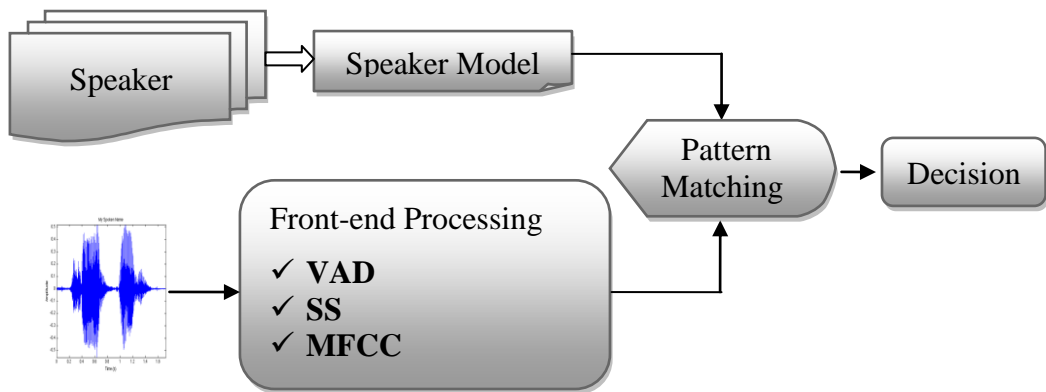 Speaker
Speaker Model
Pattern
Matching
Decision
Front-end Processing
✓ VAD
✓ SS
✓ MFCC